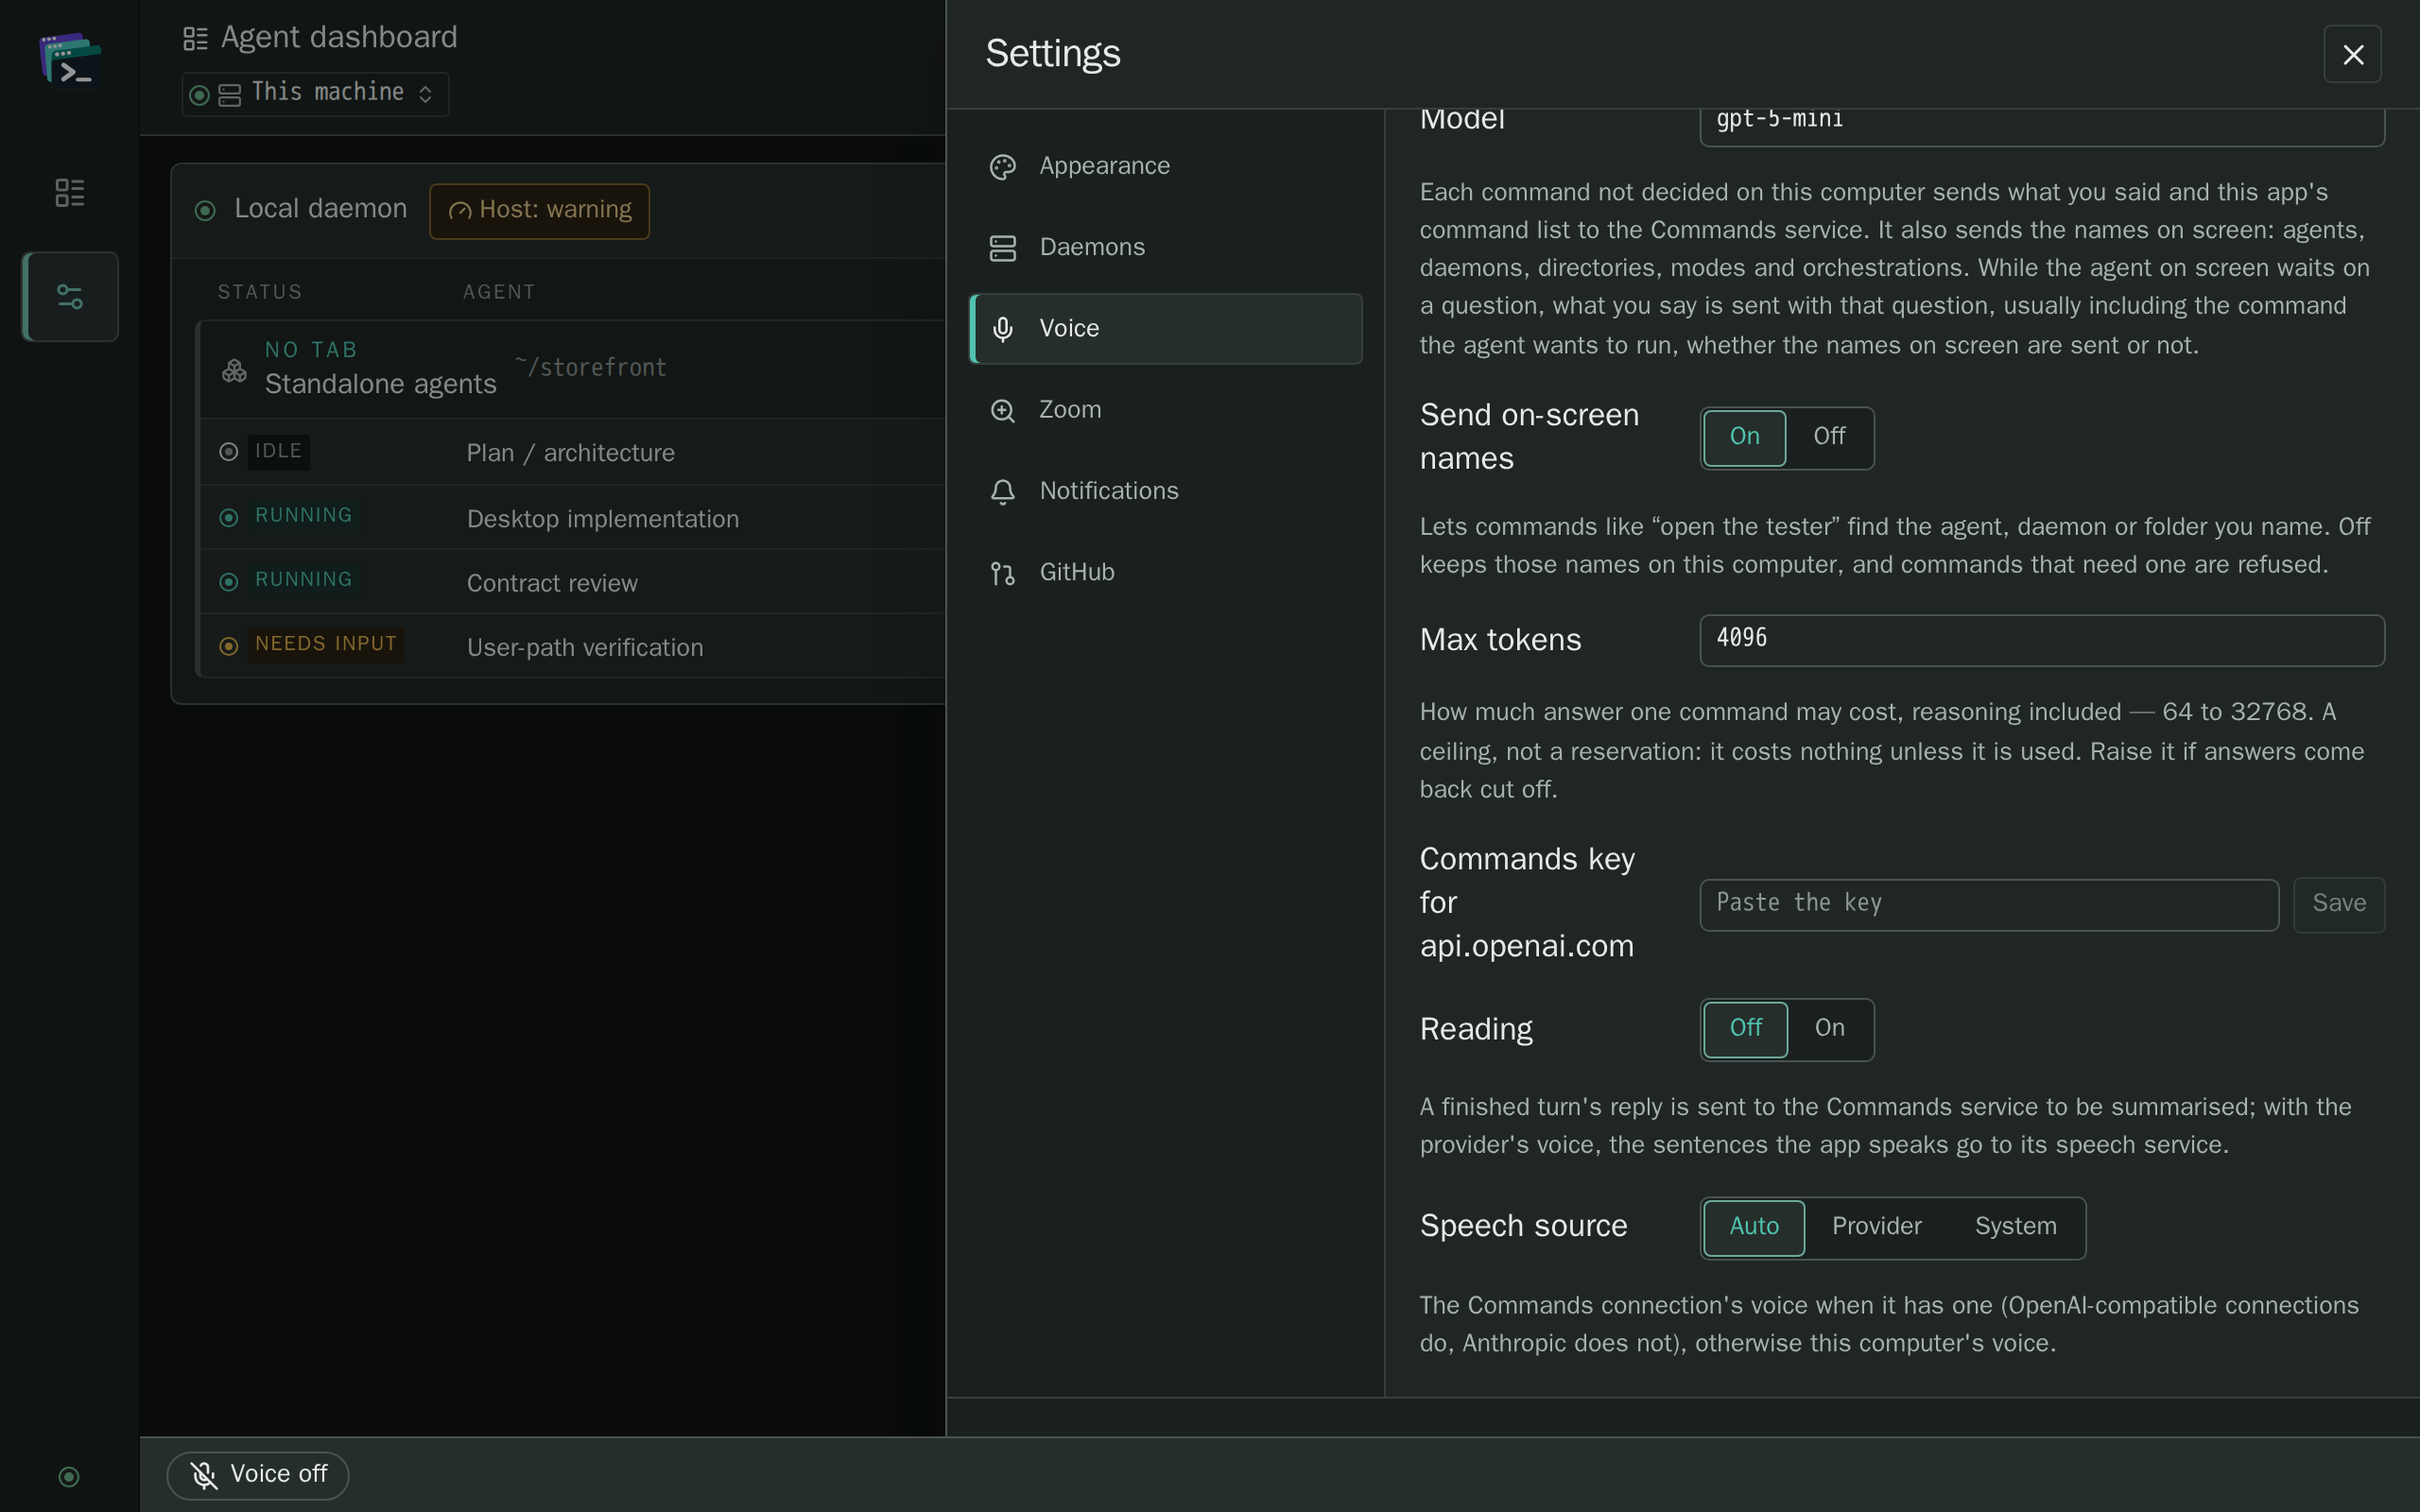 Agent dashboard
This machine
Local daemon
Host: warning
STATUS
AGENT
NO TAB
Standalone agents
~/storefront
IDLE
Plan / architecture
RUNNING
Desktop implementation
RUNNING
Contract review
NEEDS INPUT
User-path verification
Voice off
Settings
Appearance
Daemons
Voice
Zoom
Notifications
GitHub
Model
gpt-5-mini
Each command not decided on this computer sends what you said and this app's
command list to the Commands service. It also sends the names on screen: agents,
daemons, directories, modes and orchestrations. While the agent on screen waits on
a question, what you say is sent with that question, usually including the command
the agent wants to run, whether the names on screen are sent or not.
Send on-screen
names
On
Off
Lets commands like “open the tester” find the agent, daemon or folder you name. Off
keeps those names on this computer, and commands that need one are refused.
Max tokens
4096
How much answer one command may cost, reasoning included — 64 to 32768. A
ceiling, not a reservation: it costs nothing unless it is used. Raise it if answers come
back cut off.
Commands key
for
api.openai.com
Paste the key
Save
Reading
Off
On
A finished turn's reply is sent to the Commands service to be summarised; with the
provider's voice, the sentences the app speaks go to its speech service.
Speech source
Auto
Provider
System
The Commands connection's voice when it has one (OpenAI-compatible connections
do, Anthropic does not), otherwise this computer's voice.